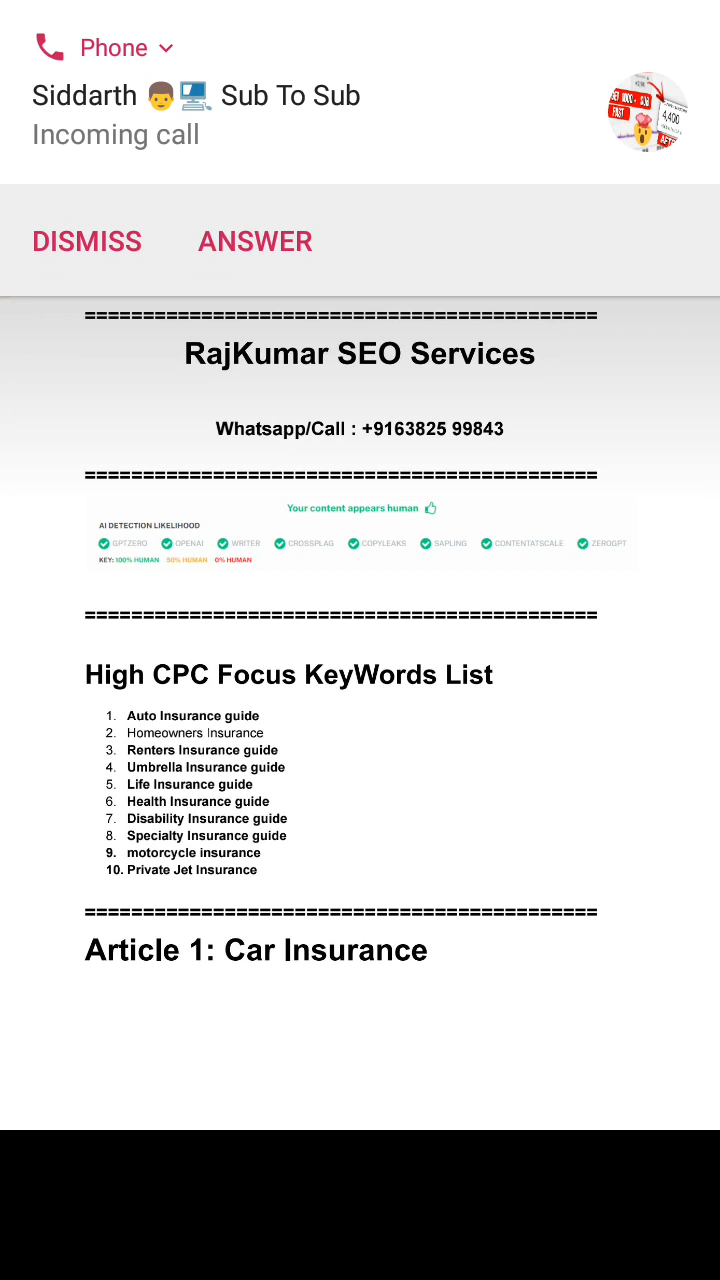 Phone
Siddarth 👨💻 Sub To Sub
Incoming call
DISMISS ANSWER
============================================
RajKumar SEO Services
Whatsapp/Call : +9163825 99843
============================================
Your content appears human
AI DETECTION LIKELIHOOD
GPTZERO OPENAI WRITER CROSSPLAG COPYLEAKS SAPLING CONTENTATSCALE ZEROGPT
KEY: 100% HUMAN 50% HUMAN 0% HUMAN
============================================
High CPC Focus KeyWords List
1. Auto Insurance guide
2. Homeowners Insurance
3. Renters Insurance guide
4. Umbrella Insurance guide
5. Life Insurance guide
6. Health Insurance guide
7. Disability Insurance guide
8. Specialty Insurance guide
9. motorcycle insurance
10. Private Jet Insurance
============================================
Article 1: Car Insurance